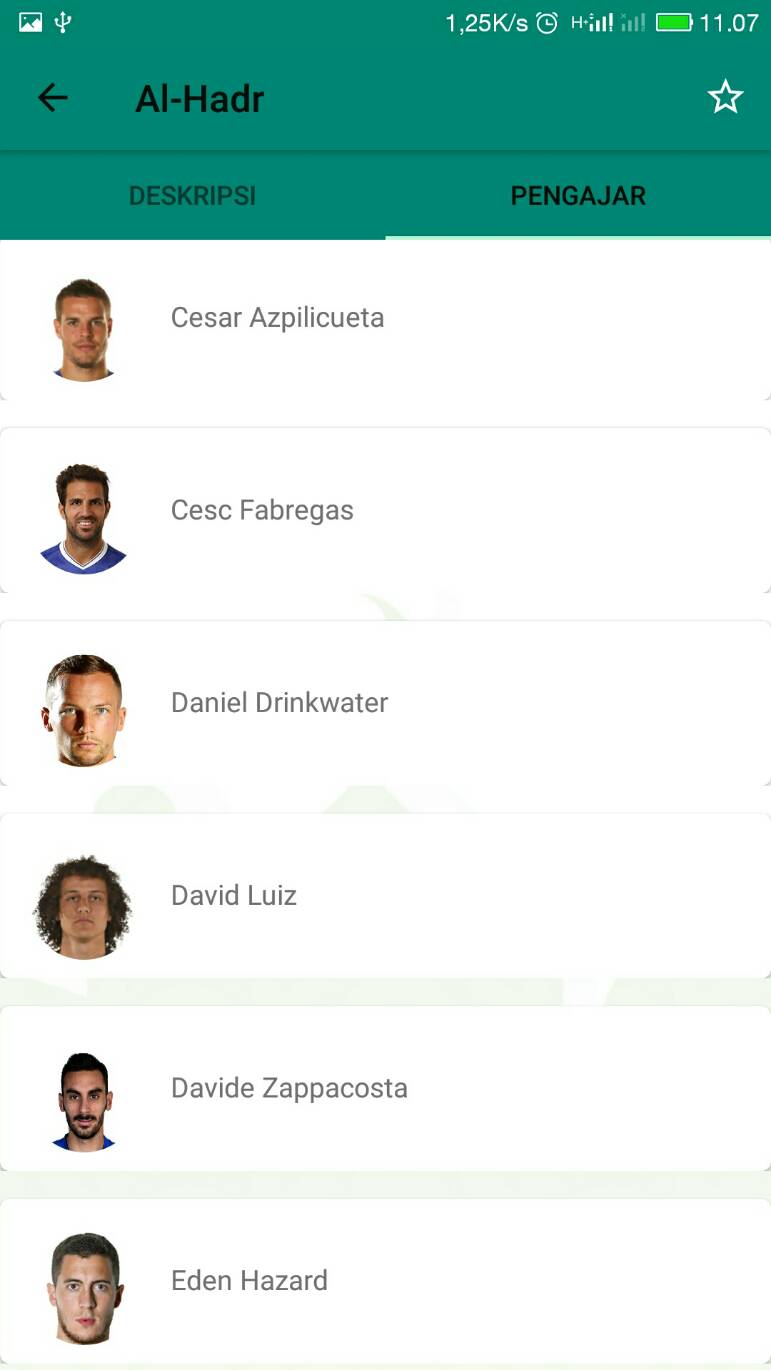 1,25K/s H+ 11.07
Al-Hadr
DESKRIPSI PENGAJAR
Cesar Azpilicueta
Cesc Fabregas
Daniel Drinkwater
David Luiz
Davide Zappacosta
Eden Hazard